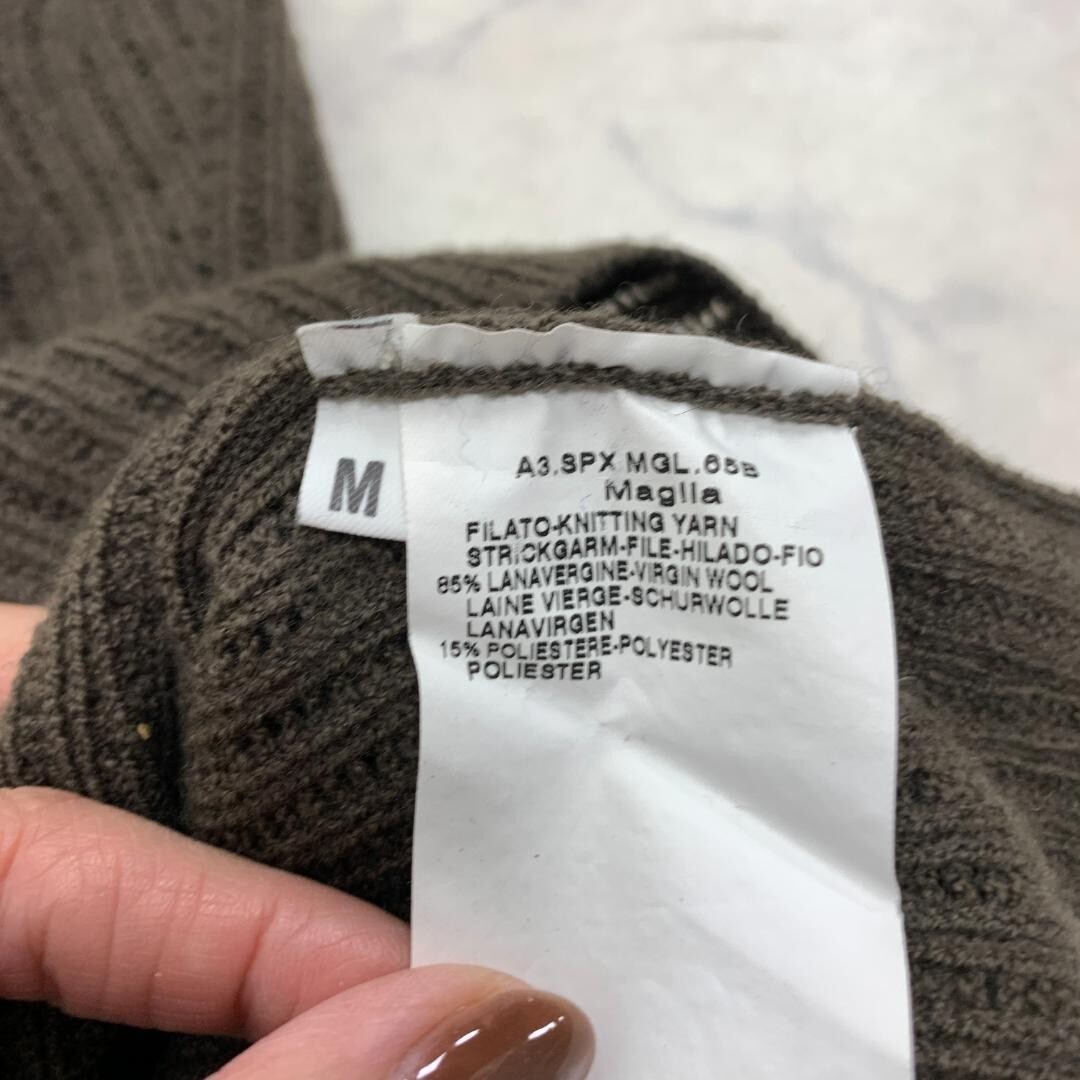 M
A3.SPX MGL.65B
Maglia
FILATO-KNITTING YARN
STRICKGARM-FILE-HILADO-FIO
85% LANAVERGINE-VIRGIN WOOL
LAINE VIERGE-SCHURWOLLE
LANAVIRGEN
15% POLIESTERE-POLYESTER
POLIESTER